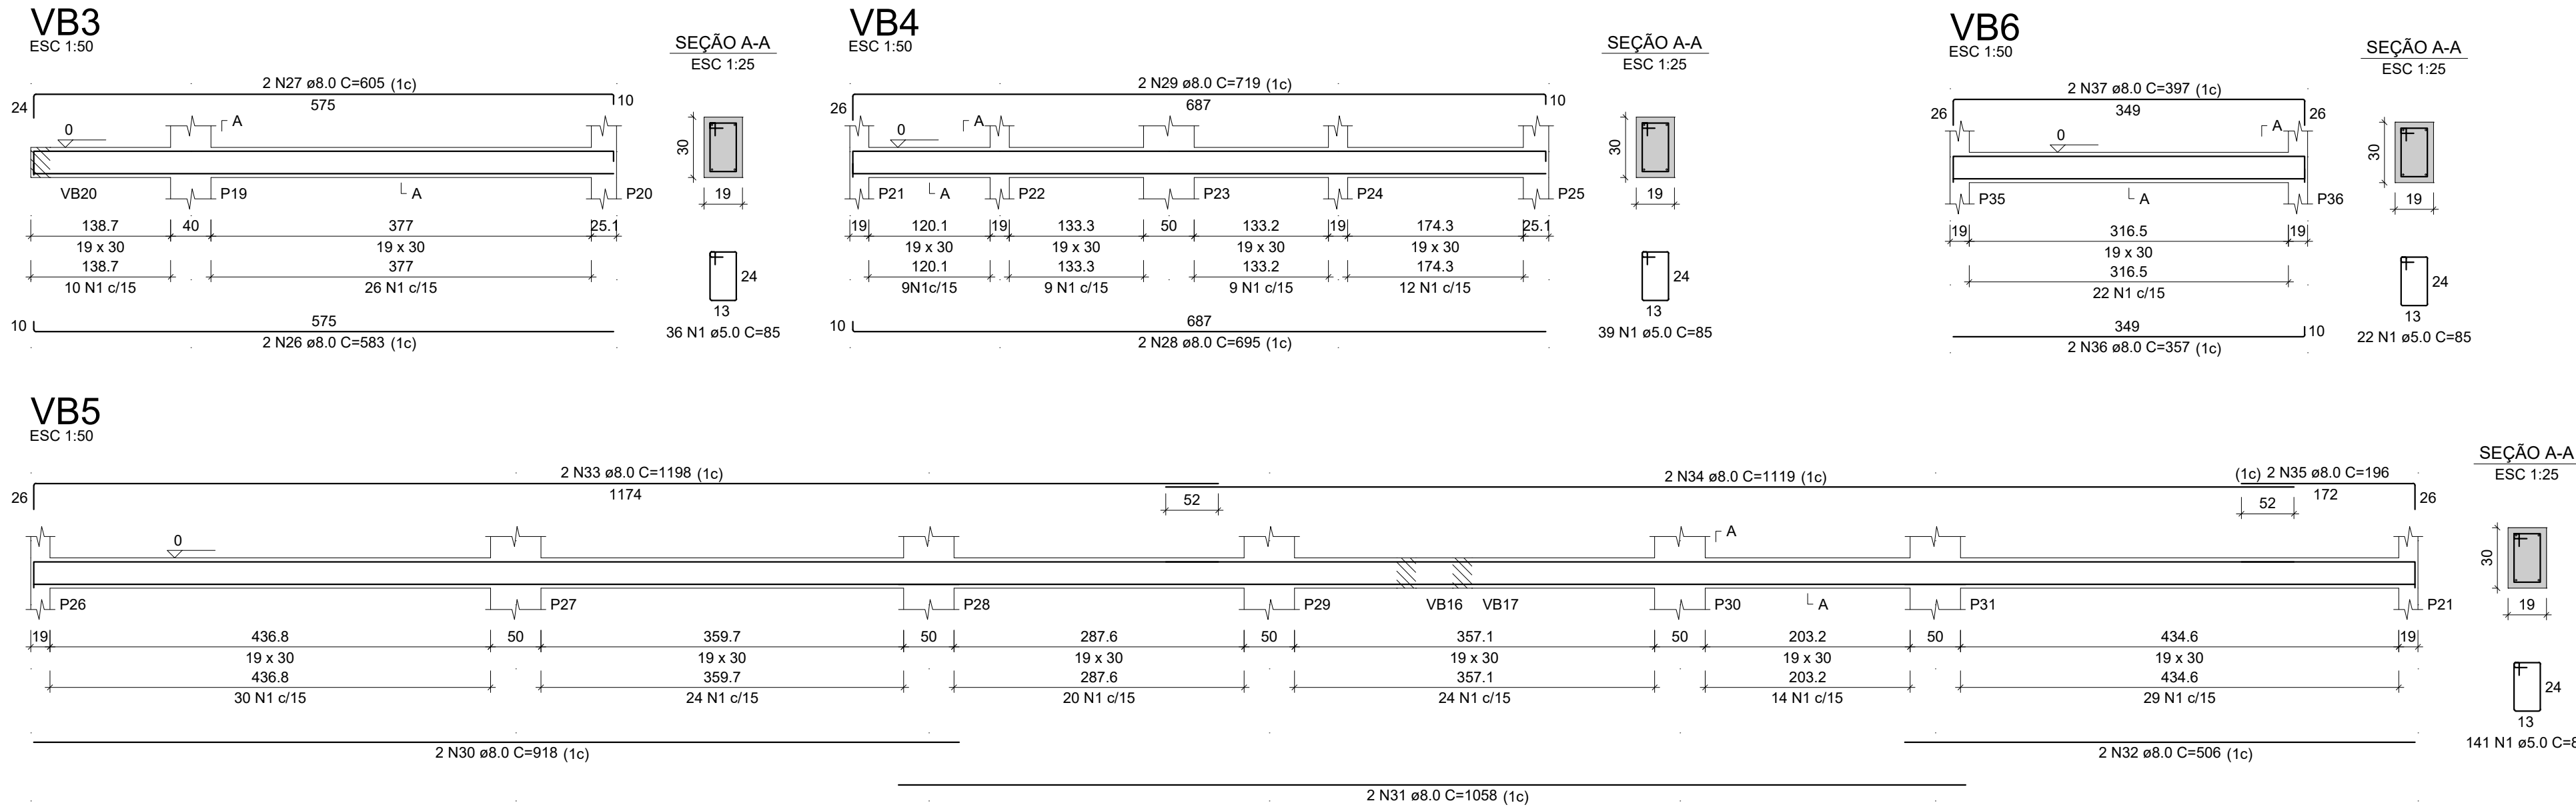 VB3
ESC 1:50
SEÇÃO A-A
ESC 1:25
2 N27 ø8.0 C=605 (1c)
24
575
10
A
0
30
VB20
P19
A
P20
19
138.7
40
377
25.1
19 x 30
19 x 30
138.7
377
10 N1 c/15
26 N1 c/15
24
13
36 N1 ø5.0 C=85
10
575
2 N26 ø8.0 C=583 (1c)
VB4
ESC 1:50
SEÇÃO A-A
ESC 1:25
2 N29 ø8.0 C=719 (1c)
26
687
10
0
A
30
P21
A
P22
P23
P24
P25
19
19
120.1
19
133.3
50
133.2
19
174.3
25.1
19 x 30
19 x 30
19 x 30
19 x 30
120.1
133.3
133.2
174.3
9N1c/15
9 N1 c/15
9 N1 c/15
12 N1 c/15
24
13
39 N1 ø5.0 C=85
10
687
2 N28 ø8.0 C=695 (1c)
VB6
ESC 1:50
SEÇÃO A-A
ESC 1:25
2 N37 ø8.0 C=397 (1c)
26
349
26
0
A
30
P35
A
P36
19
19
316.5
19
19 x 30
316.5
22 N1 c/15
24
13
22 N1 ø5.0 C=85
349
10
2 N36 ø8.0 C=357 (1c)
VB5
ESC 1:50
SEÇÃO A-A
ESC 1:25
2 N33 ø8.0 C=1198 (1c)
2 N34 ø8.0 C=1119 (1c)
(1c) 2 N35 ø8.0 C=196
26
1174
52
52
172
26
0
A
30
P26
P27
P28
P29
VB16
VB17
P30
A
P31
P21
19
19
436.8
50
359.7
50
287.6
50
357.1
50
203.2
50
434.6
19
19 x 30
19 x 30
19 x 30
19 x 30
19 x 30
19 x 30
436.8
359.7
287.6
357.1
203.2
434.6
30 N1 c/15
24 N1 c/15
20 N1 c/15
24 N1 c/15
14 N1 c/15
29 N1 c/15
24
13
141 N1 ø5.0 C=8
2 N30 ø8.0 C=918 (1c)
2 N32 ø8.0 C=506 (1c)
2 N31 ø8.0 C=1058 (1c)